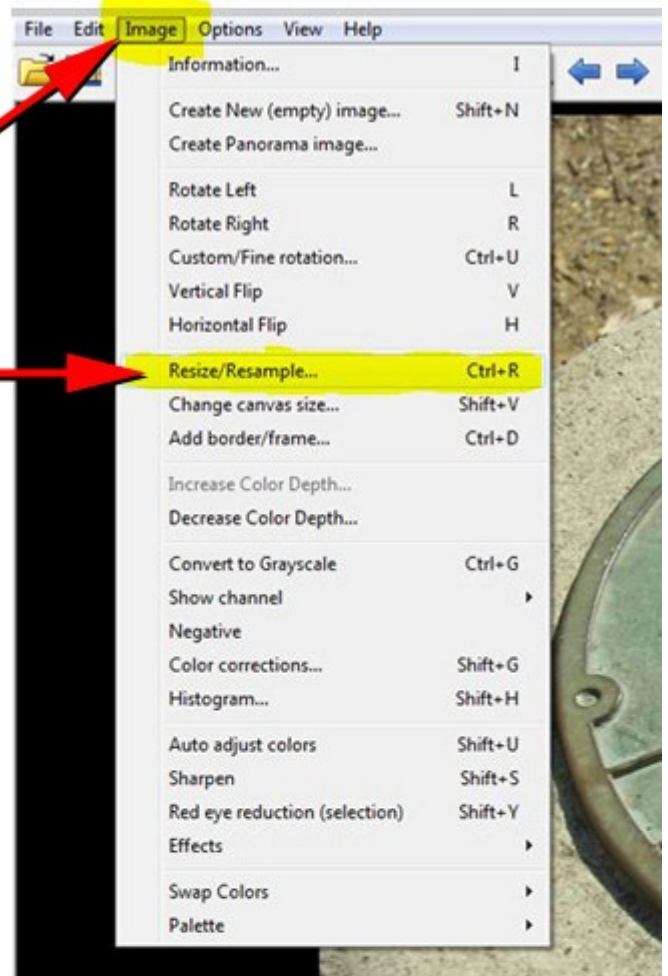 File Edit Image Options View Help
Information... I
Create New (empty) image... Shift+N
Create Panorama image...
Rotate Left L
Rotate Right R
Custom/Fine rotation... Ctrl+U
Vertical Flip V
Horizontal Flip H
Resize/Resample... Ctrl+R
Change canvas size... Shift+V
Add border/frame... Ctrl+D
Increase Color Depth...
Decrease Color Depth...
Convert to Grayscale Ctrl+G
Show channel
Negative
Color corrections... Shift+G
Histogram... Shift+H
Auto adjust colors Shift+U
Sharpen Shift+S
Red eye reduction (selection) Shift+Y
Effects
Swap Colors
Palette